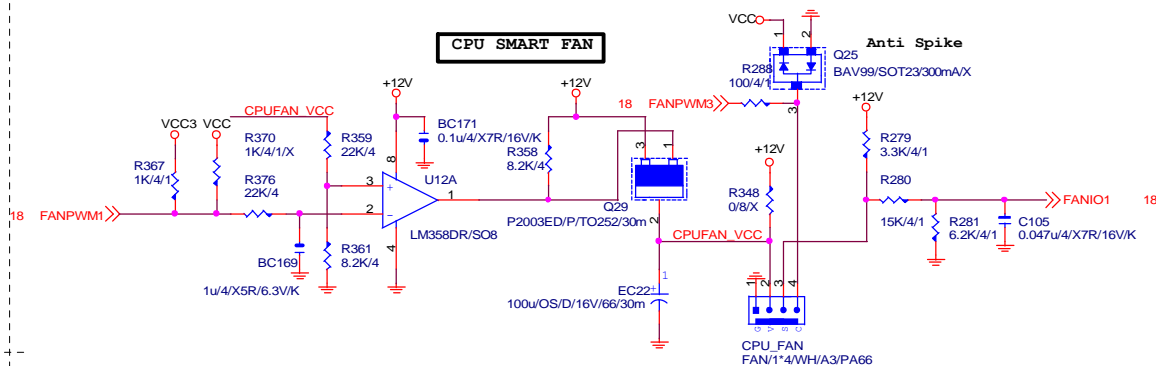 CPU SMART FAN
VCC
1
2
Anti Spike
Q25
BAV99/SOT23/300mA/X
R288
100/4/1
18 FANPWM3
3
+12V
+12V
+12V
CPUFAN_VCC
VCC3
VCC
R370
1K/4/1/X
R367
1K/4/1
R376
22K/4
R359
22K/4
BC171
0.1u/4/X7R/16V/K
R358
8.2K/4
3
1
Q29
P2003ED/P/TO252/30m
2
8
U12A
3
+
2
-
1
4
LM358DR/SO8
18 FANPWM1
BC169
1u/4/X5R/6.3V/K
R361
8.2K/4
+12V
R348
0/8/X
CPUFAN_VCC
R279
3.3K/4/1
R280
15K/4/1
R281
6.2K/4/1
C105
0.047u/4/X7R/16V/K
FANIO1 18
1
EC22
+
100u/OS/D/16V/66/30m
1
2
3
4
G
V
S
C
CPU_FAN
FAN/1*4/WH/A3/PA66